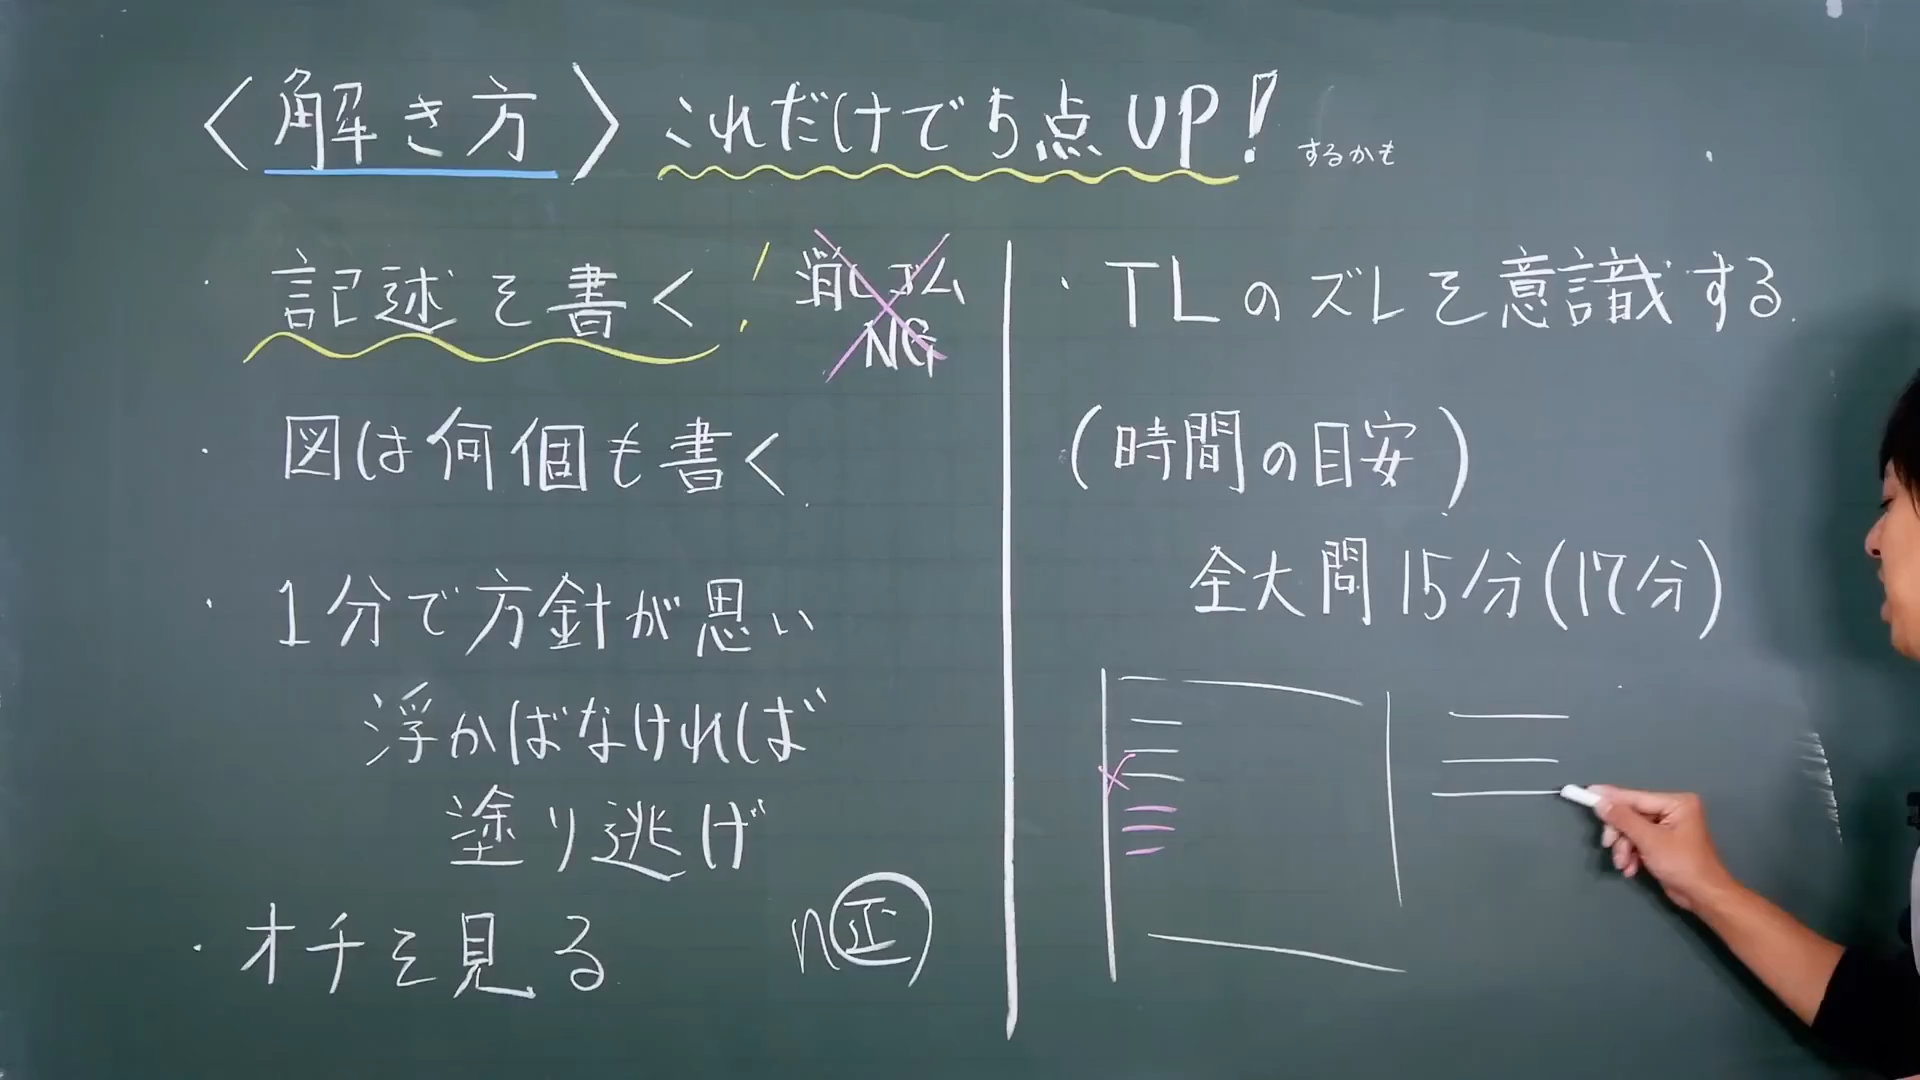 〈解き方〉これだけで5点UP! するかも
・記述を書く! 消しゴム
NG
・図は何個も書く
・1分で方針が思い
浮かばなければ
塗り逃げ
・オチを見る n
・TLのズレを意識する
(時間の目安)
全大問15分(17分)